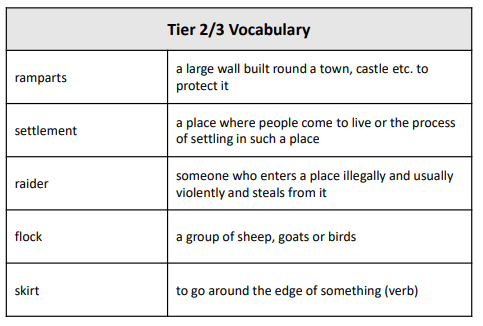 Tier 2/3 Vocabulary
ramparts
a large wall built round a town, castle etc. to
protect it
settlement
a place where people come to live or the process
of settling in such a place
raider
someone who enters a place illegally and usually
violently and steals from it
flock
a group of sheep, goats or birds
skirt
to go around the edge of something (verb)